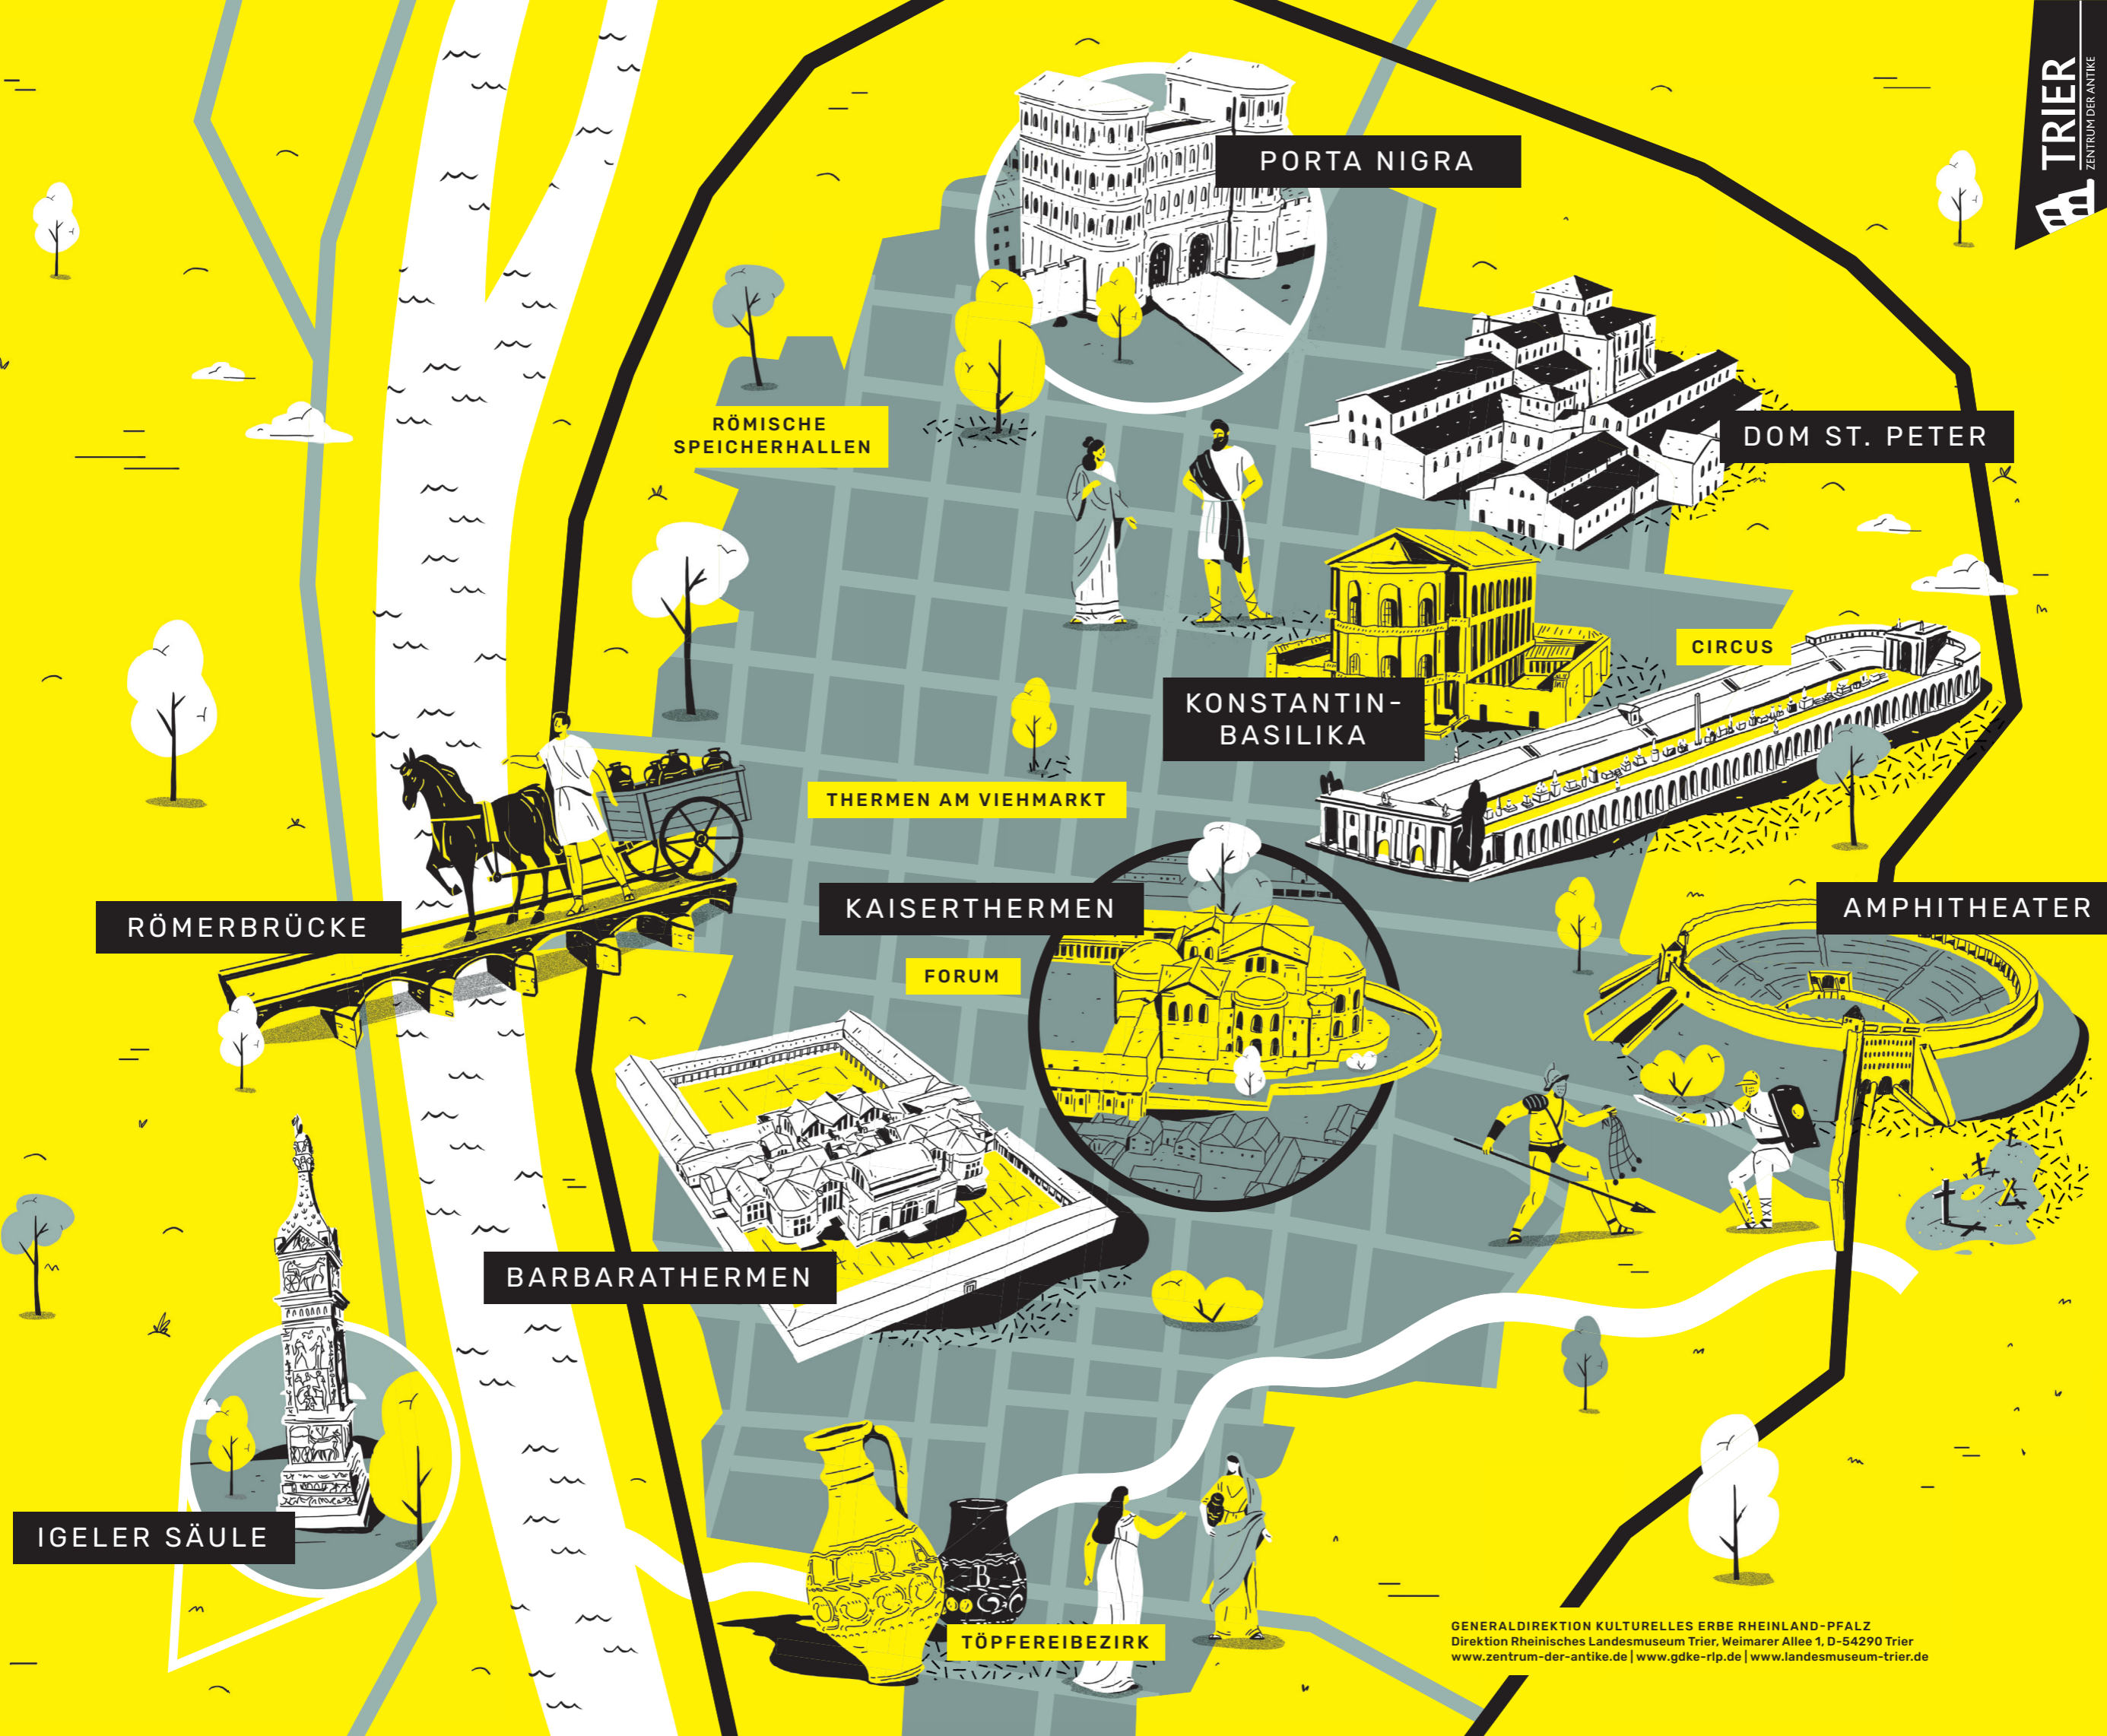 TRIER
ZENTRUM DER ANTIKE
PORTA NIGRA
RÖMISCHE
SPEICHERHALLEN
DOM ST. PETER
CIRCUS
KONSTANTIN-
BASILIKA
THERMEN AM VIEHMARKT
KAISERTHERMEN
AMPHITHEATER
RÖMERBRÜCKE
FORUM
BARBARATHERMEN
IGELER SÄULE
B
TÖPFEREIBEZIRK
GENERALDIREKTION KULTURELLES ERBE RHEINLAND-PFALZ
Direktion Rheinisches Landesmuseum Trier, Weimarer Allee 1, D-54290 Trier
www.zentrum-der-antike.de | www.gdke-rlp.de | www.landesmuseum-trier.de